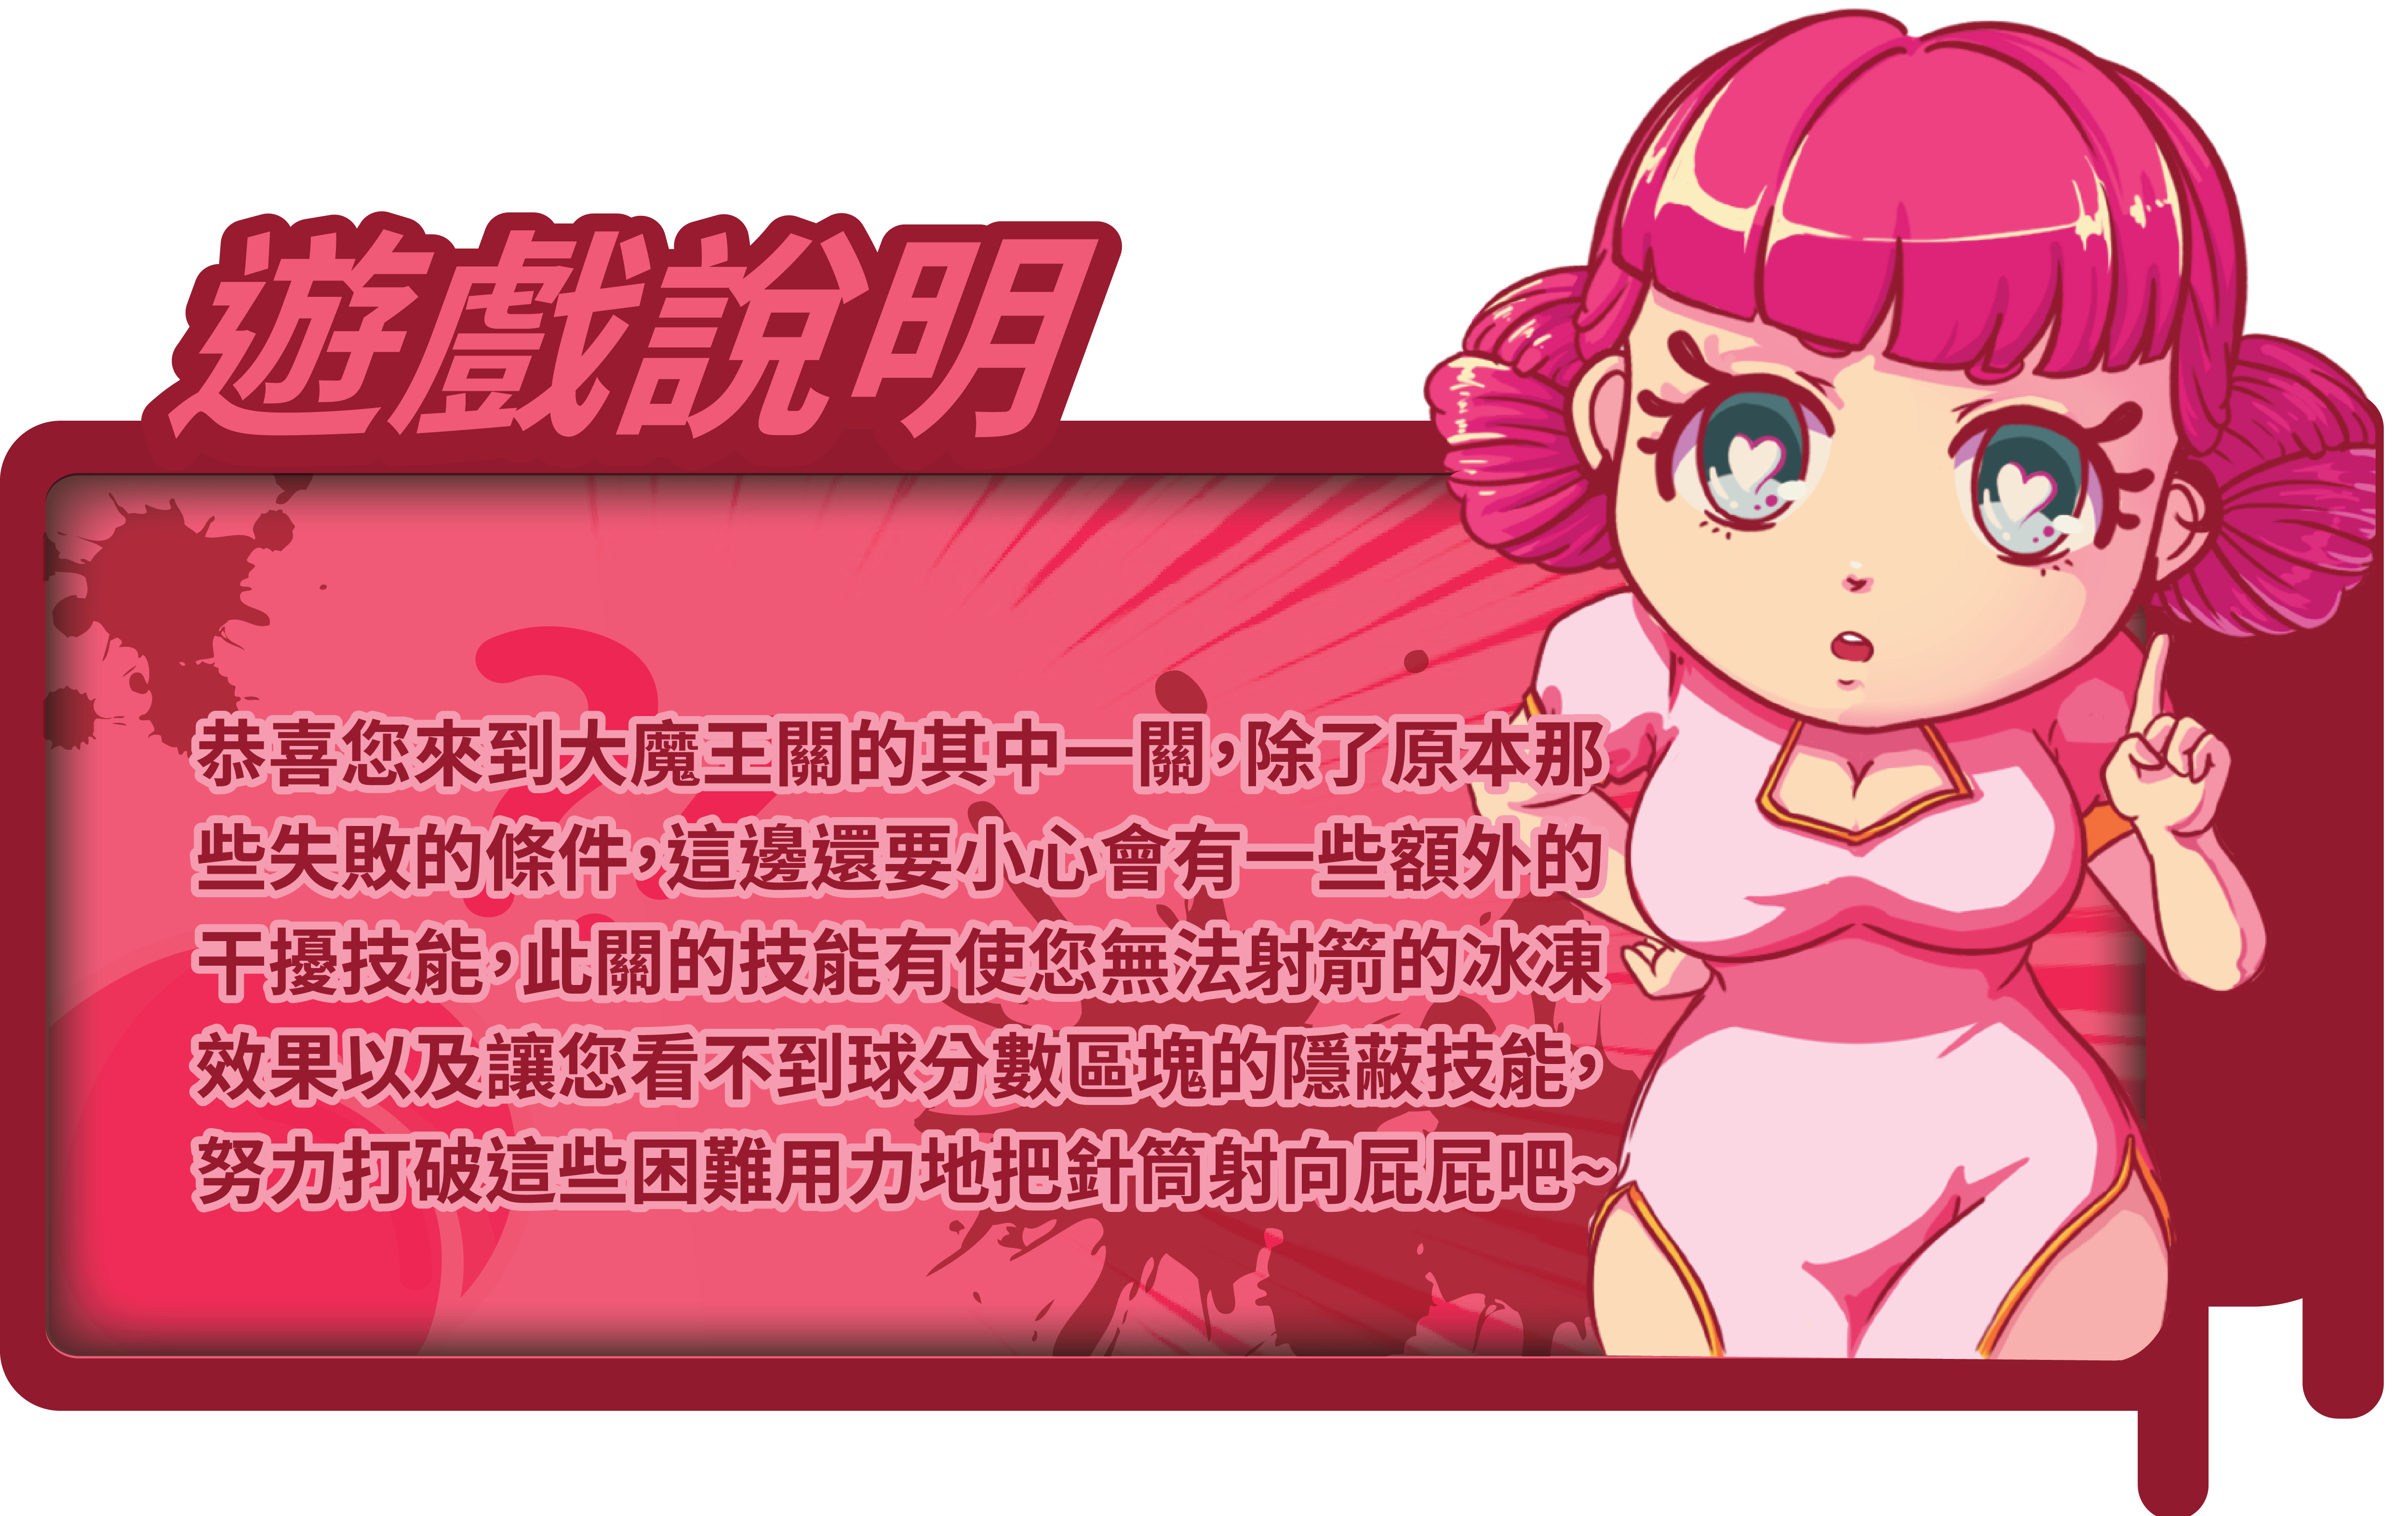 遊戲說明
恭喜您來到大魔王關的其中一關，除了原本那
些失敗的條件，這邊還要小心會有一些額外的
干擾技能，此關的技能有使您無法射箭的冰凍
效果以及讓您看不到球分數區塊的隱蔽技能，
努力打破這些困難用力地把針筒射向屁屁吧~